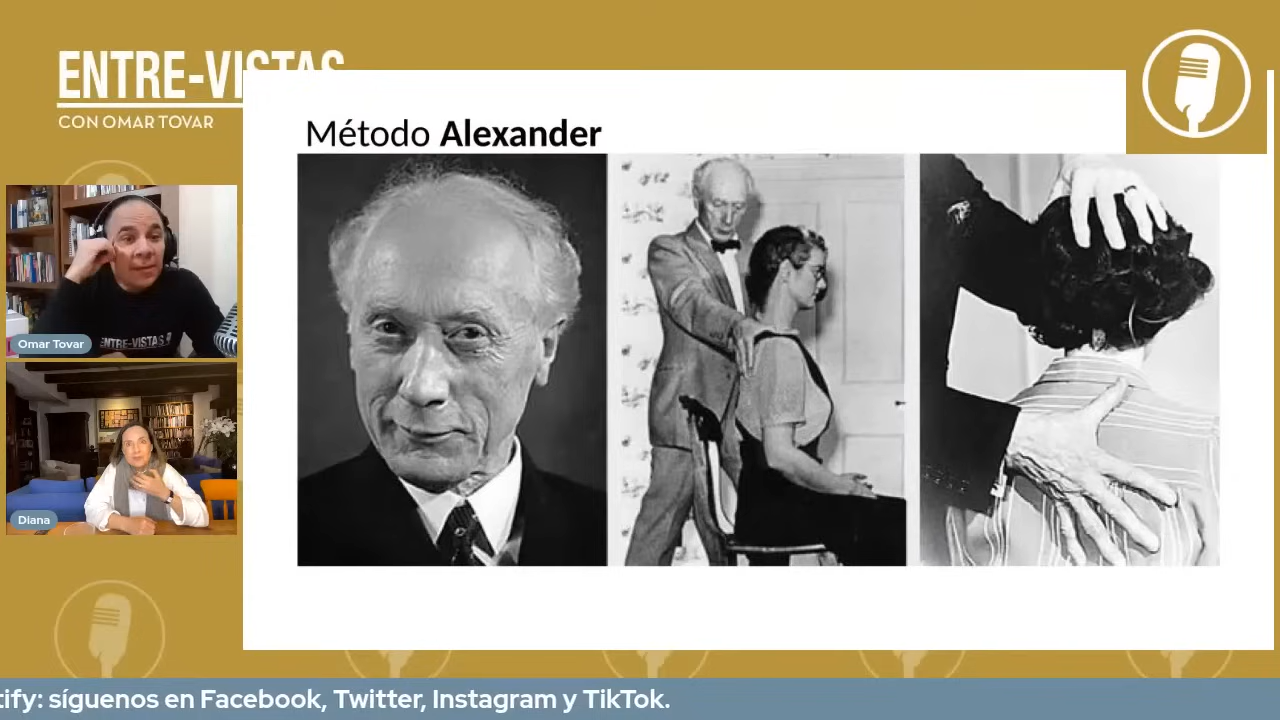 ENTRE-VISTAS
CON OMAR TOVAR
Método Alexander
ENTRE-VISTAS
Omar Tovar
Diana
tify: síguenos en Facebook, Twitter, Instagram y TikTok.